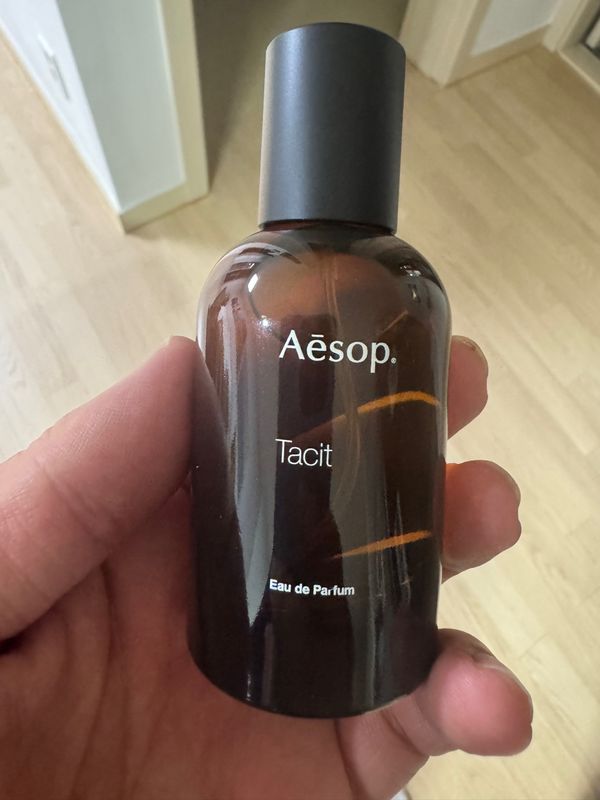 Aēsop.®
Tacit
Eau de Parfum